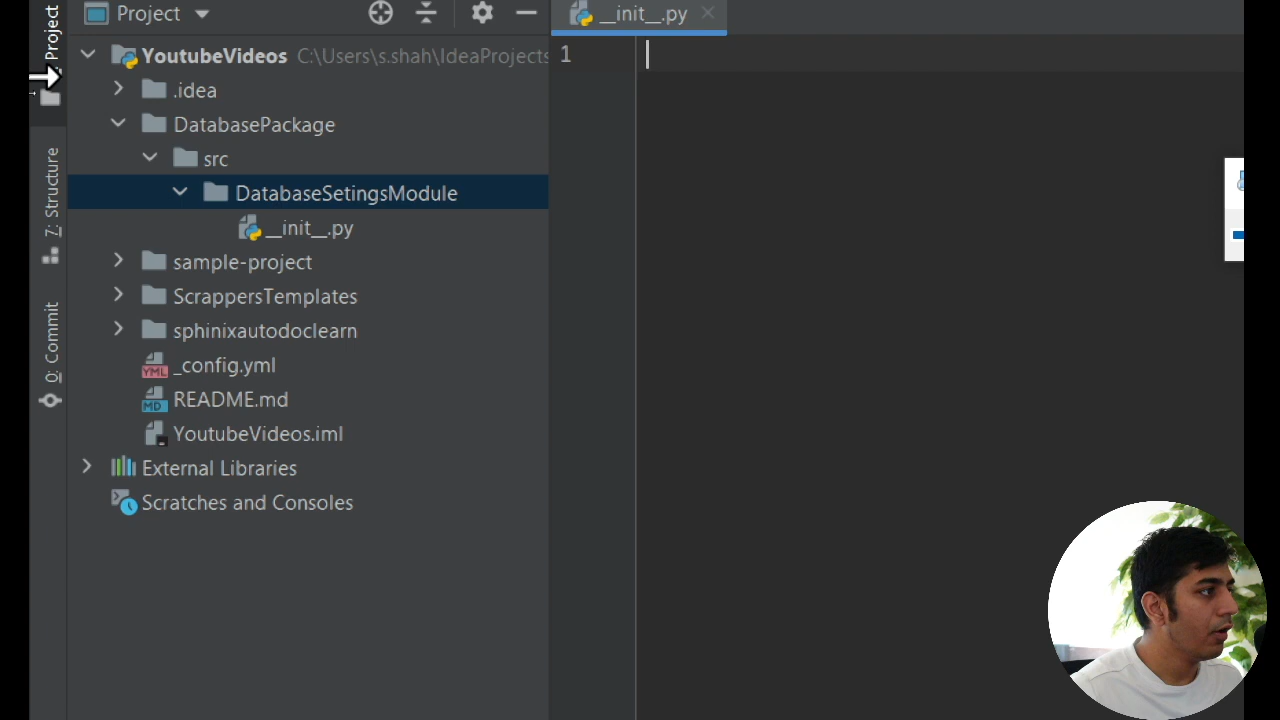 Project
__init__.py
1
YoutubeVideos C:\Users\s.shah\IdeaProjects
.idea
DatabasePackage
src
DatabaseSetingsModule
__init__.py
sample-project
ScrappersTemplates
sphinixautodoclearn
YML _config.yml
MD README.md
YoutubeVideos.iml
External Libraries
Scratches and Consoles
Project
7: Structure
0: Commit